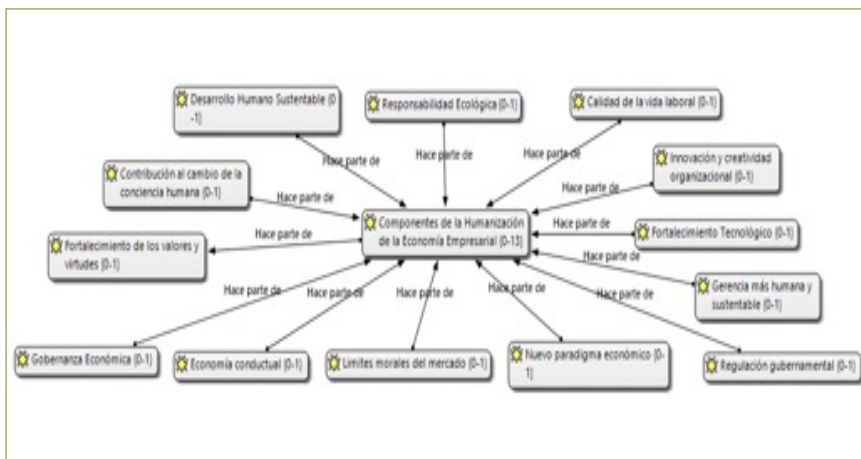 Desarrollo Humano Sustentable (0
-1)
Responsabilidad Ecológica (0-1)
Calidad de la vida laboral (0-1)
Hace parte de
Hace parte de
Hace parte de
Contribución al cambio de la
conciencia humana (0-1)
Hace parte de
Innovación y creatividad
organizacional (0-1)
Hace parte de
Componentes de la Humanización
de la Economía Empresarial (0-13)
Fortalecimiento de los valores y
virtudes (0-1)
Hace parte de
Hace parte de
Fortalecimiento Tecnológico (0-1)
Hace parte de
Gerencia más humana y
sustentable (0-1)
Hace parte de
Hace parte de
Hace parte de
Hace parte de
Hace parte de
Gobernanza Económica (0-1)
Economía conductual (0-1)
Limites morales del mercado (0-1)
Nuevo paradigma económico (0-
1)
Regulación gubernamental (0-1)